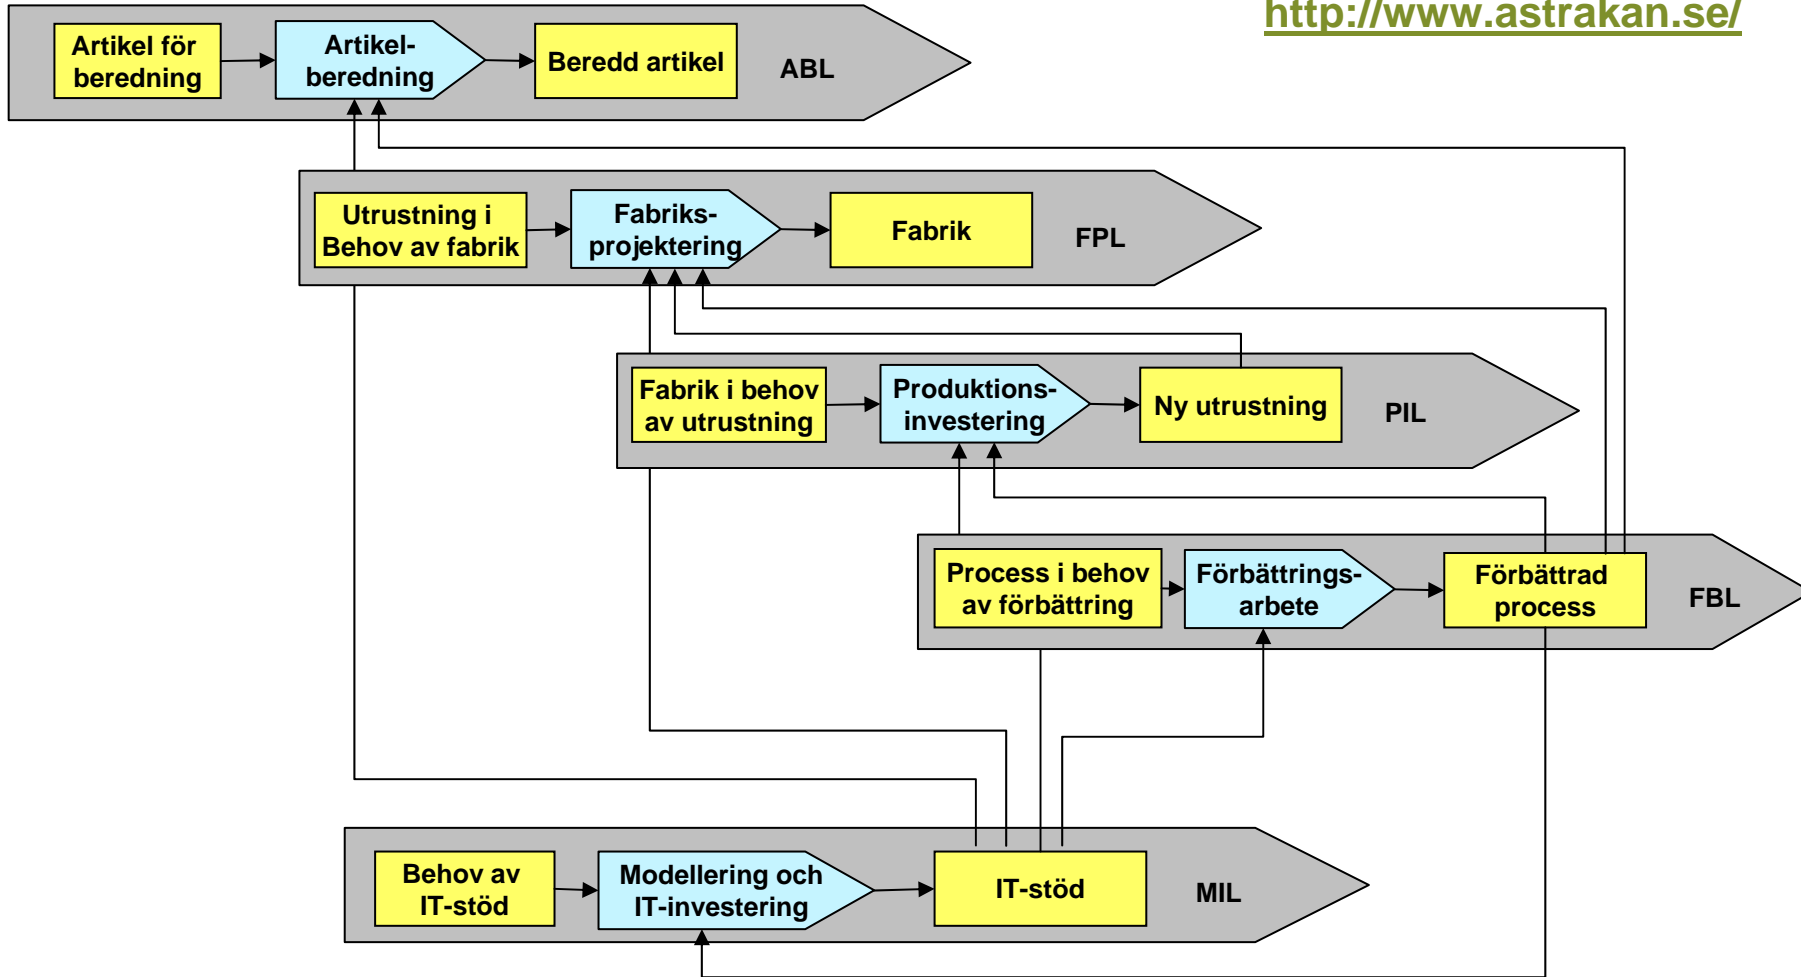 http://www.astrakan.se/
Artikel för
beredning
Artikel-
beredning
Beredd artikel
ABL
Utrustning i
Behov av fabrik
Fabriks-
projektering
Fabrik
FPL
Fabrik i behov
av utrustning
Produktions-
investering
Ny utrustning
PIL
Process i behov
av förbättring
Förbättrings-
arbete
Förbättrad
process
FBL
Behov av
IT-stöd
Modellering och
IT-investering
IT-stöd
MIL